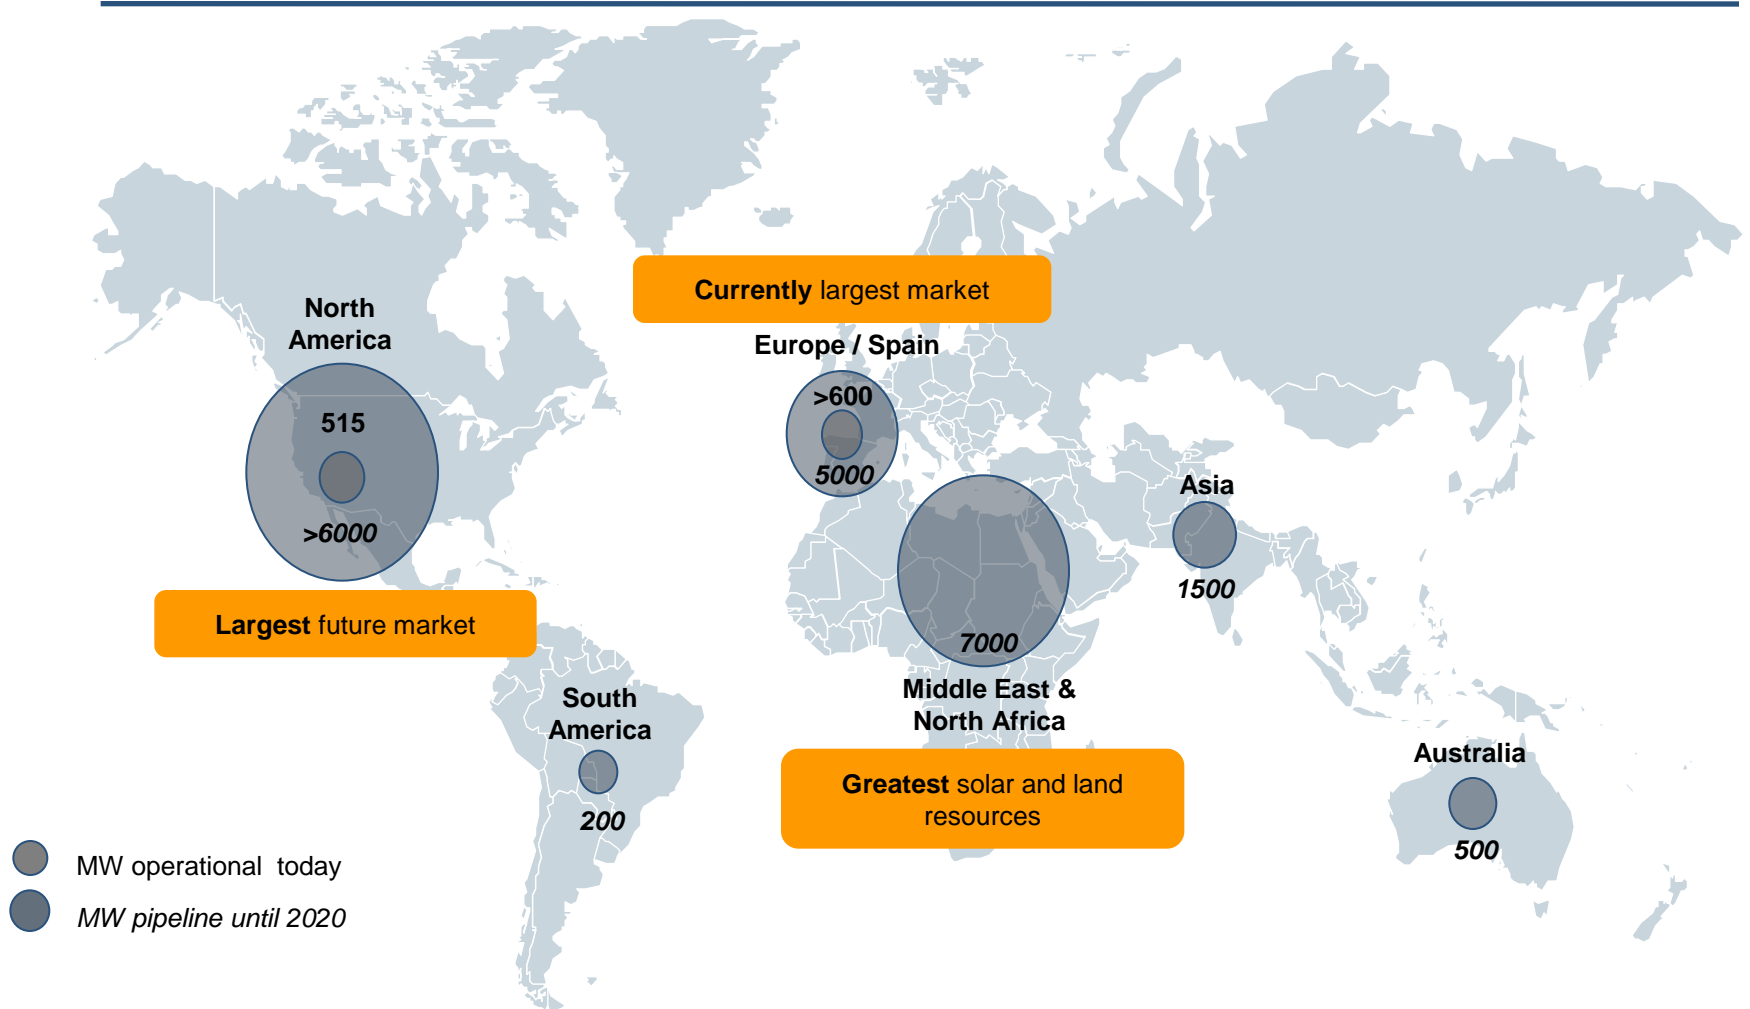 Currently largest market
North
America
515
>6000
Largest future market
Europe / Spain
>600
5000
Asia
1500
7000
Middle East &
North Africa
Greatest solar and land
resources
South
America
200
Australia
500
MW operational  today
MW pipeline until 2020